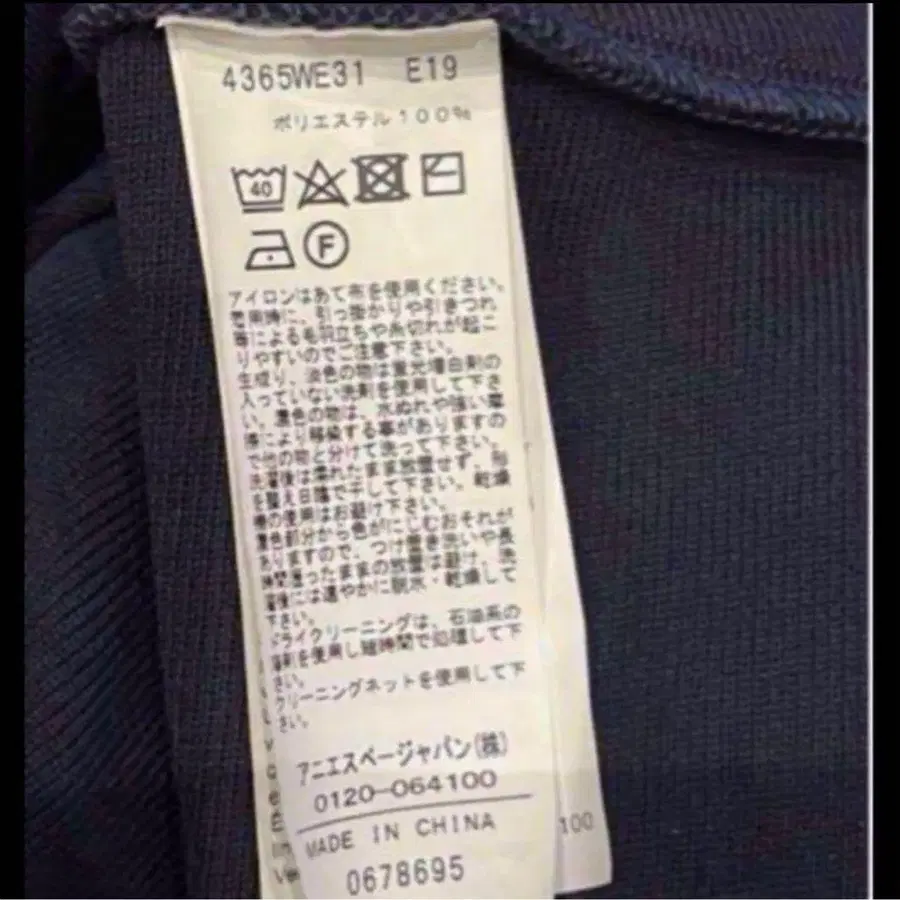 4365WE31 E19
ポリエステル100%
40
F
アイロンはあて布を使用ください。
着用時に、引っ掛かりや引きつれ
等による毛羽立ちや糸切れが起こ
りやすいのでご注意下さい。
生成り、淡色の物は蛍光増白剤の
入っていない洗剤を使用して下さ
い。濃色の物は、水ぬれや強い摩
擦により移染する事がありますの
で他の物と分けて洗って下さい。
洗濯後は濡れたまま放置せず、形
を整え日陰で干して下さい。乾燥
機の使用はお避け下さい。
濃色部分から色がにじむおそれが
ありますので、つけ置き洗いや長
時間湿ったままの放置は避け、洗
濯後には速やかに脱水・乾燥して
下さい。
ドライクリーニングは、石油系の
溶剤を使用し短時間で処理して下
さい。
クリーニングネットを使用して下
さい。
アニエスベージャパン(株)
0120-064100
MADE IN CHINA
0678695
100